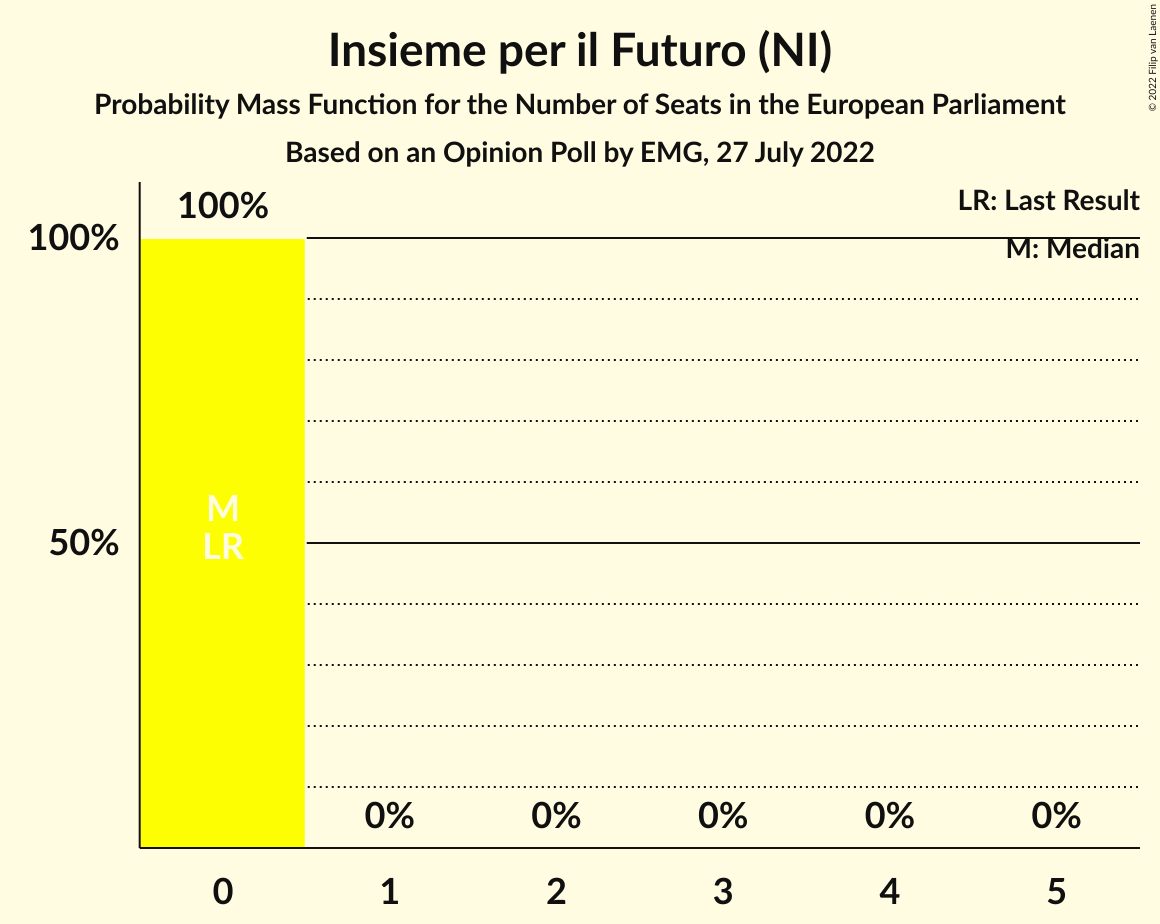 Insieme per il Futuro (NI)
Probability Mass Function for the Number of Seats in the European Parliament
Based on an Opinion Poll by EMG, 27 July 2022
© 2022 Filip van Laenen
LR: Last Result
M: Median
100%
100%
50%
M
LR
0% 0% 0% 0% 0%
0 1 2 3 4 5